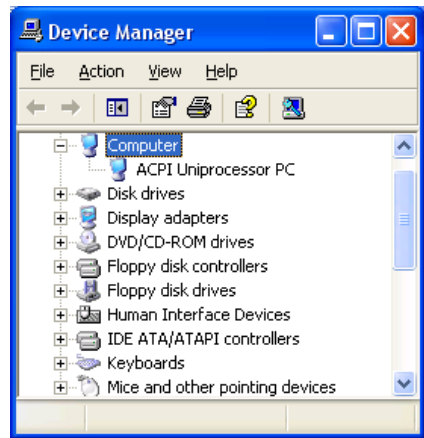 Device Manager
File Action View Help
Computer
ACPI Uniprocessor PC
Disk drives
Display adapters
DVD/CD-ROM drives
Floppy disk controllers
Floppy disk drives
Human Interface Devices
IDE ATA/ATAPI controllers
Keyboards
Mice and other pointing devices